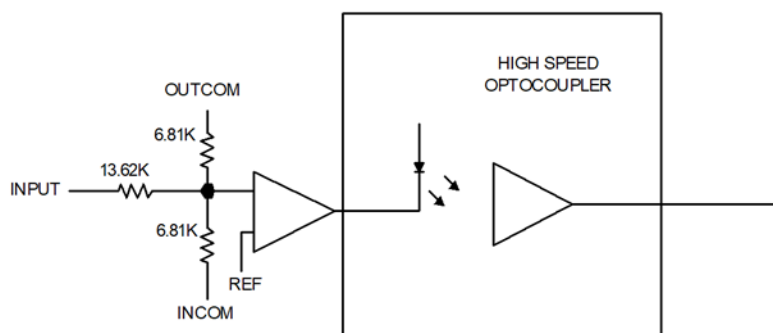 HIGH SPEED
OPTOCOUPLER
OUTCOM
6.81K
13.62K
INPUT
6.81K
REF
INCOM